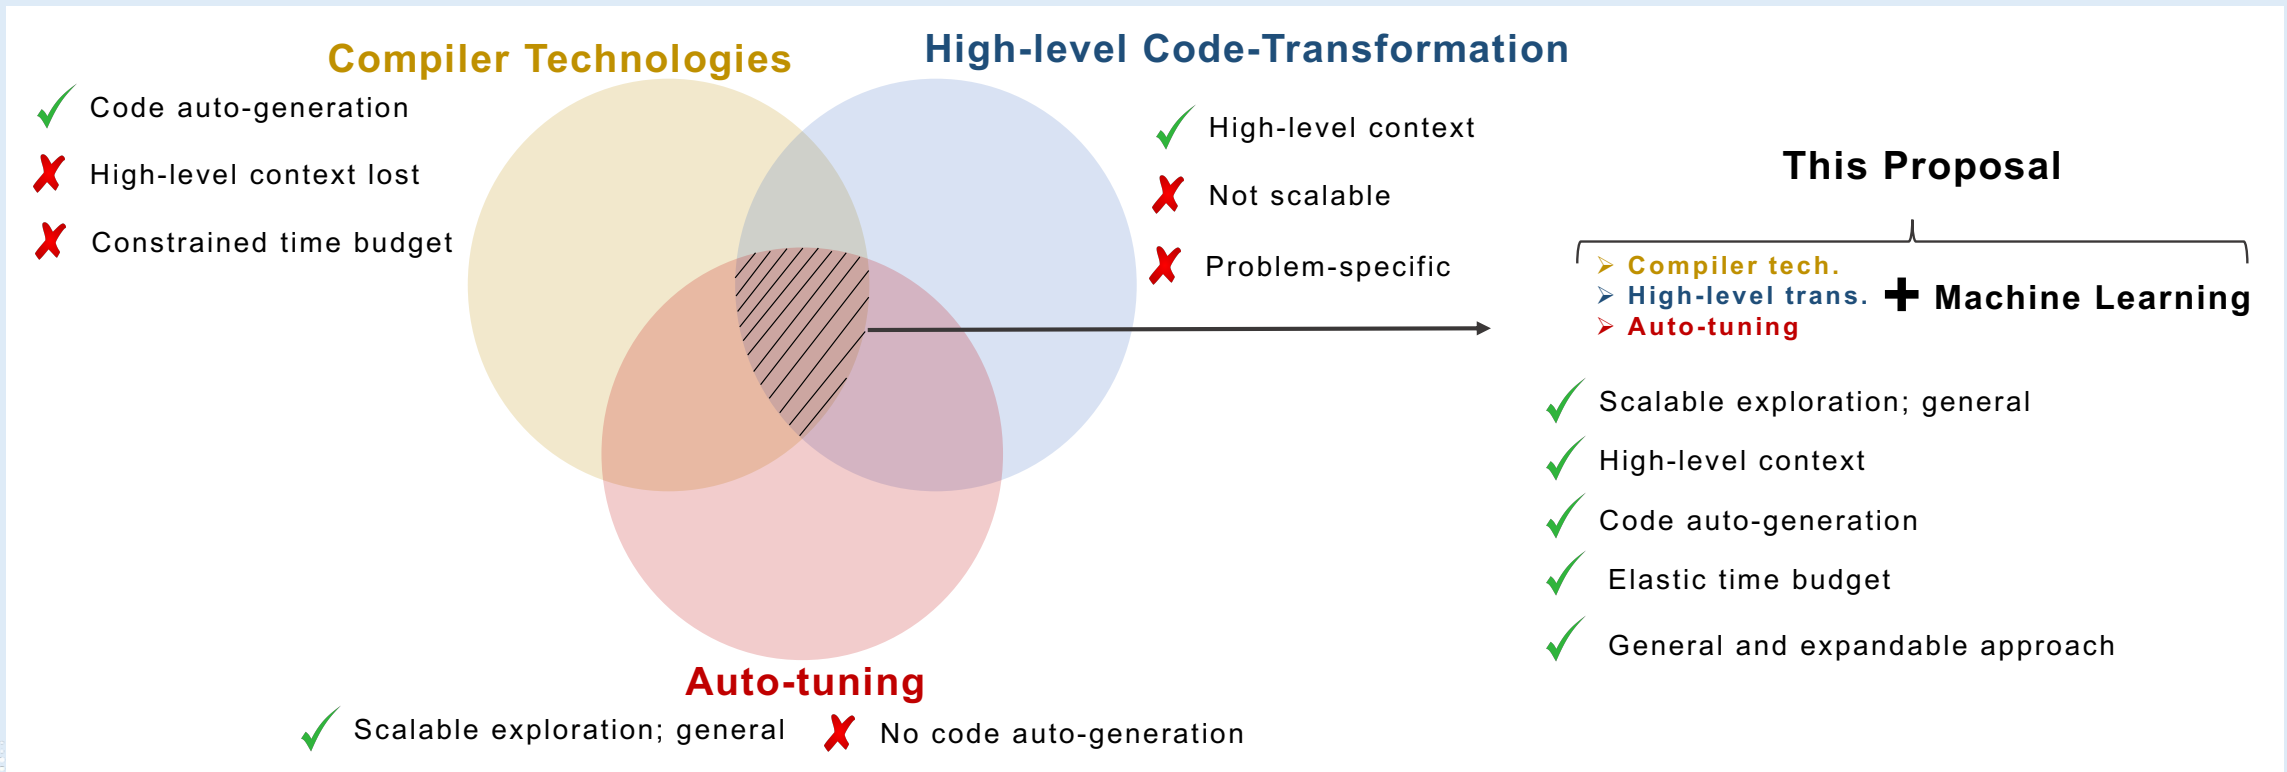 Compiler Technologies
High-level Code-Transformation
Code auto-generation
High-level context lost
Constrained time budget
High-level context
Not scalable
Problem-specific
This Proposal
Compiler tech.
High-level trans.
Auto-tuning
+ Machine Learning
Scalable exploration; general
High-level context
Code auto-generation
Elastic time budget
General and expandable approach
Auto-tuning
Scalable exploration; general
No code auto-generation